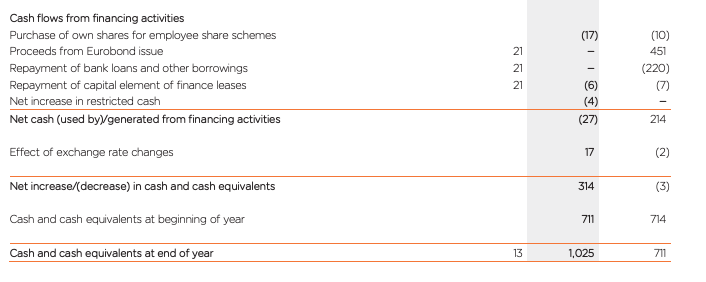 Cash flows from financing activities
Purchase of own shares for employee share schemes (17) (10)
Proceeds from Eurobond issue 21 – 451
Repayment of bank loans and other borrowings 21 – (220)
Repayment of capital element of finance leases 21 (6) (7)
Net increase in restricted cash (4) –
Net cash (used by)/generated from financing activities (27) 214
Effect of exchange rate changes 17 (2)
Net increase/(decrease) in cash and cash equivalents 314 (3)
Cash and cash equivalents at beginning of year 711 714
Cash and cash equivalents at end of year 13 1,025 711